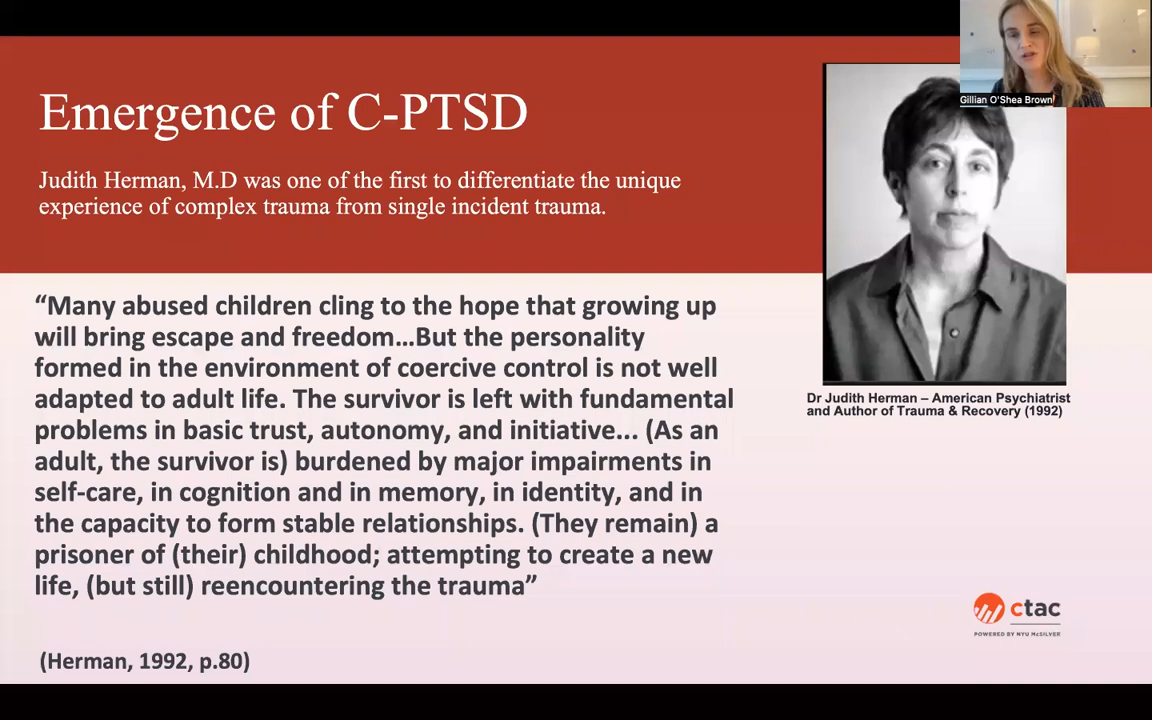 Emergence of C-PTSD
Judith Herman, M.D was one of the first to differentiate the unique
experience of complex trauma from single incident trauma.
Gillian O'Shea Brown
“Many abused children cling to the hope that growing up
will bring escape and freedom…But the personality
formed in the environment of coercive control is not well
adapted to adult life. The survivor is left with fundamental
problems in basic trust, autonomy, and initiative... (As an
adult, the survivor is) burdened by major impairments in
self-care, in cognition and in memory, in identity, and in
the capacity to form stable relationships. (They remain) a
prisoner of (their) childhood; attempting to create a new
life, (but still) reencountering the trauma”
(Herman, 1992, p.80)
Dr Judith Herman – American Psychiatrist
and Author of Trauma & Recovery (1992)
ctac
POWERED BY NYU McSILVER